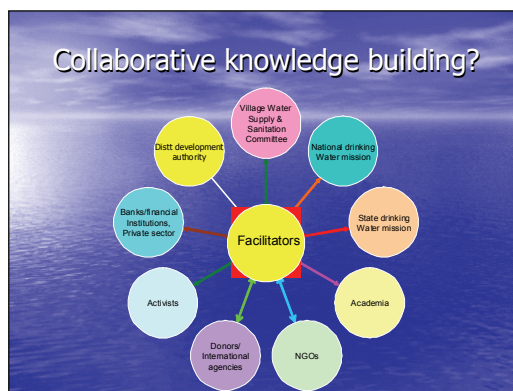 Collaborative knowledge building?
Village Water
Supply &
Sanitation
Committee
Distt development
authority
National drinking
Water mission
Banks/financial
Institutions,
Private sector
Facilitators
State drinking
Water mission
Activists
Academia
Donors/
International
agencies
NGOs